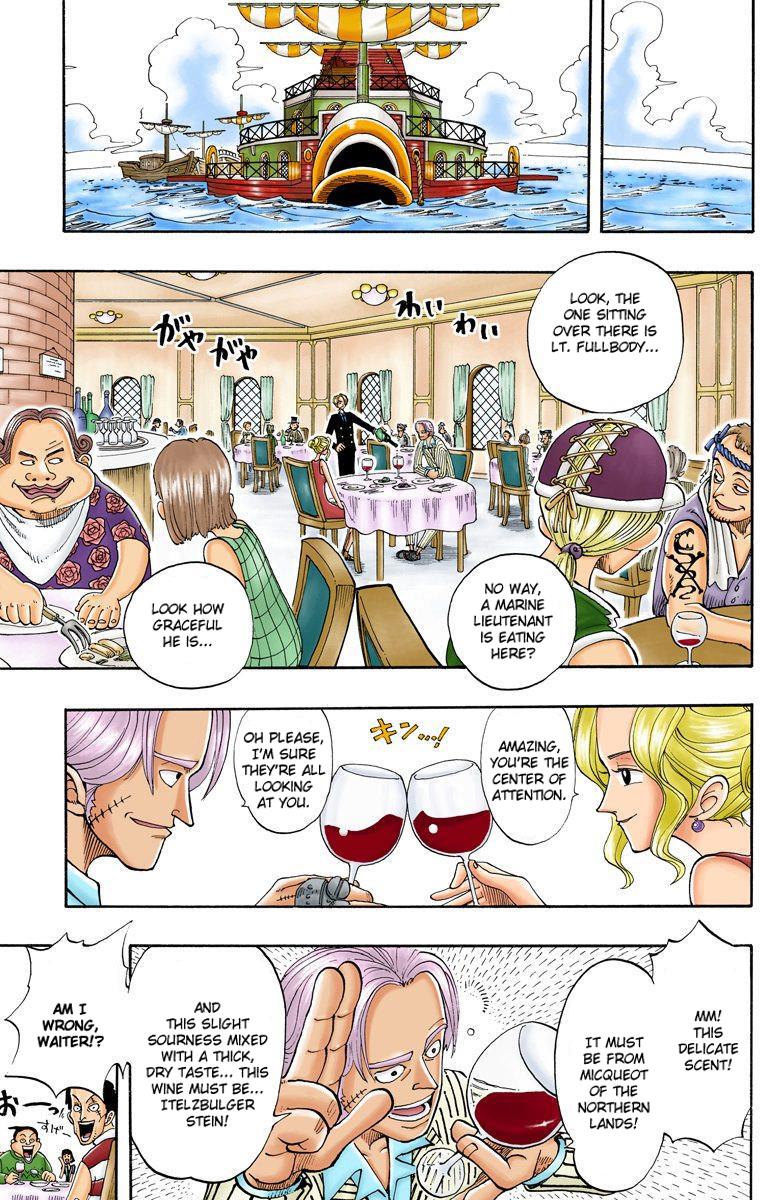 LOOK, THE
ONE SITTING
OVER THERE IS
LT. FULLBODY...
わいわい
がやがや
NO WAY,
A MARINE
LIEUTENANT
IS EATING
HERE?
LOOK HOW
GRACEFUL
HE IS...
AMAZING,
YOU'RE THE
CENTER OF
ATTENTION.
キン...!
OH PLEASE,
I'M SURE
THEY'RE ALL
LOOKING
AT YOU.
MM!
THIS
DELICATE
SCENT!
IT MUST
BE FROM
MICQUEOT
OF THE
NORTHERN
LANDS!
AND
THIS SLIGHT
SOURNESS MIXED
WITH A THICK,
DRY TASTE... THIS
WINE MUST BE...
ITELZBULGER
STEIN!
AM I
WRONG,
WAITER!?
おーっ
すげー